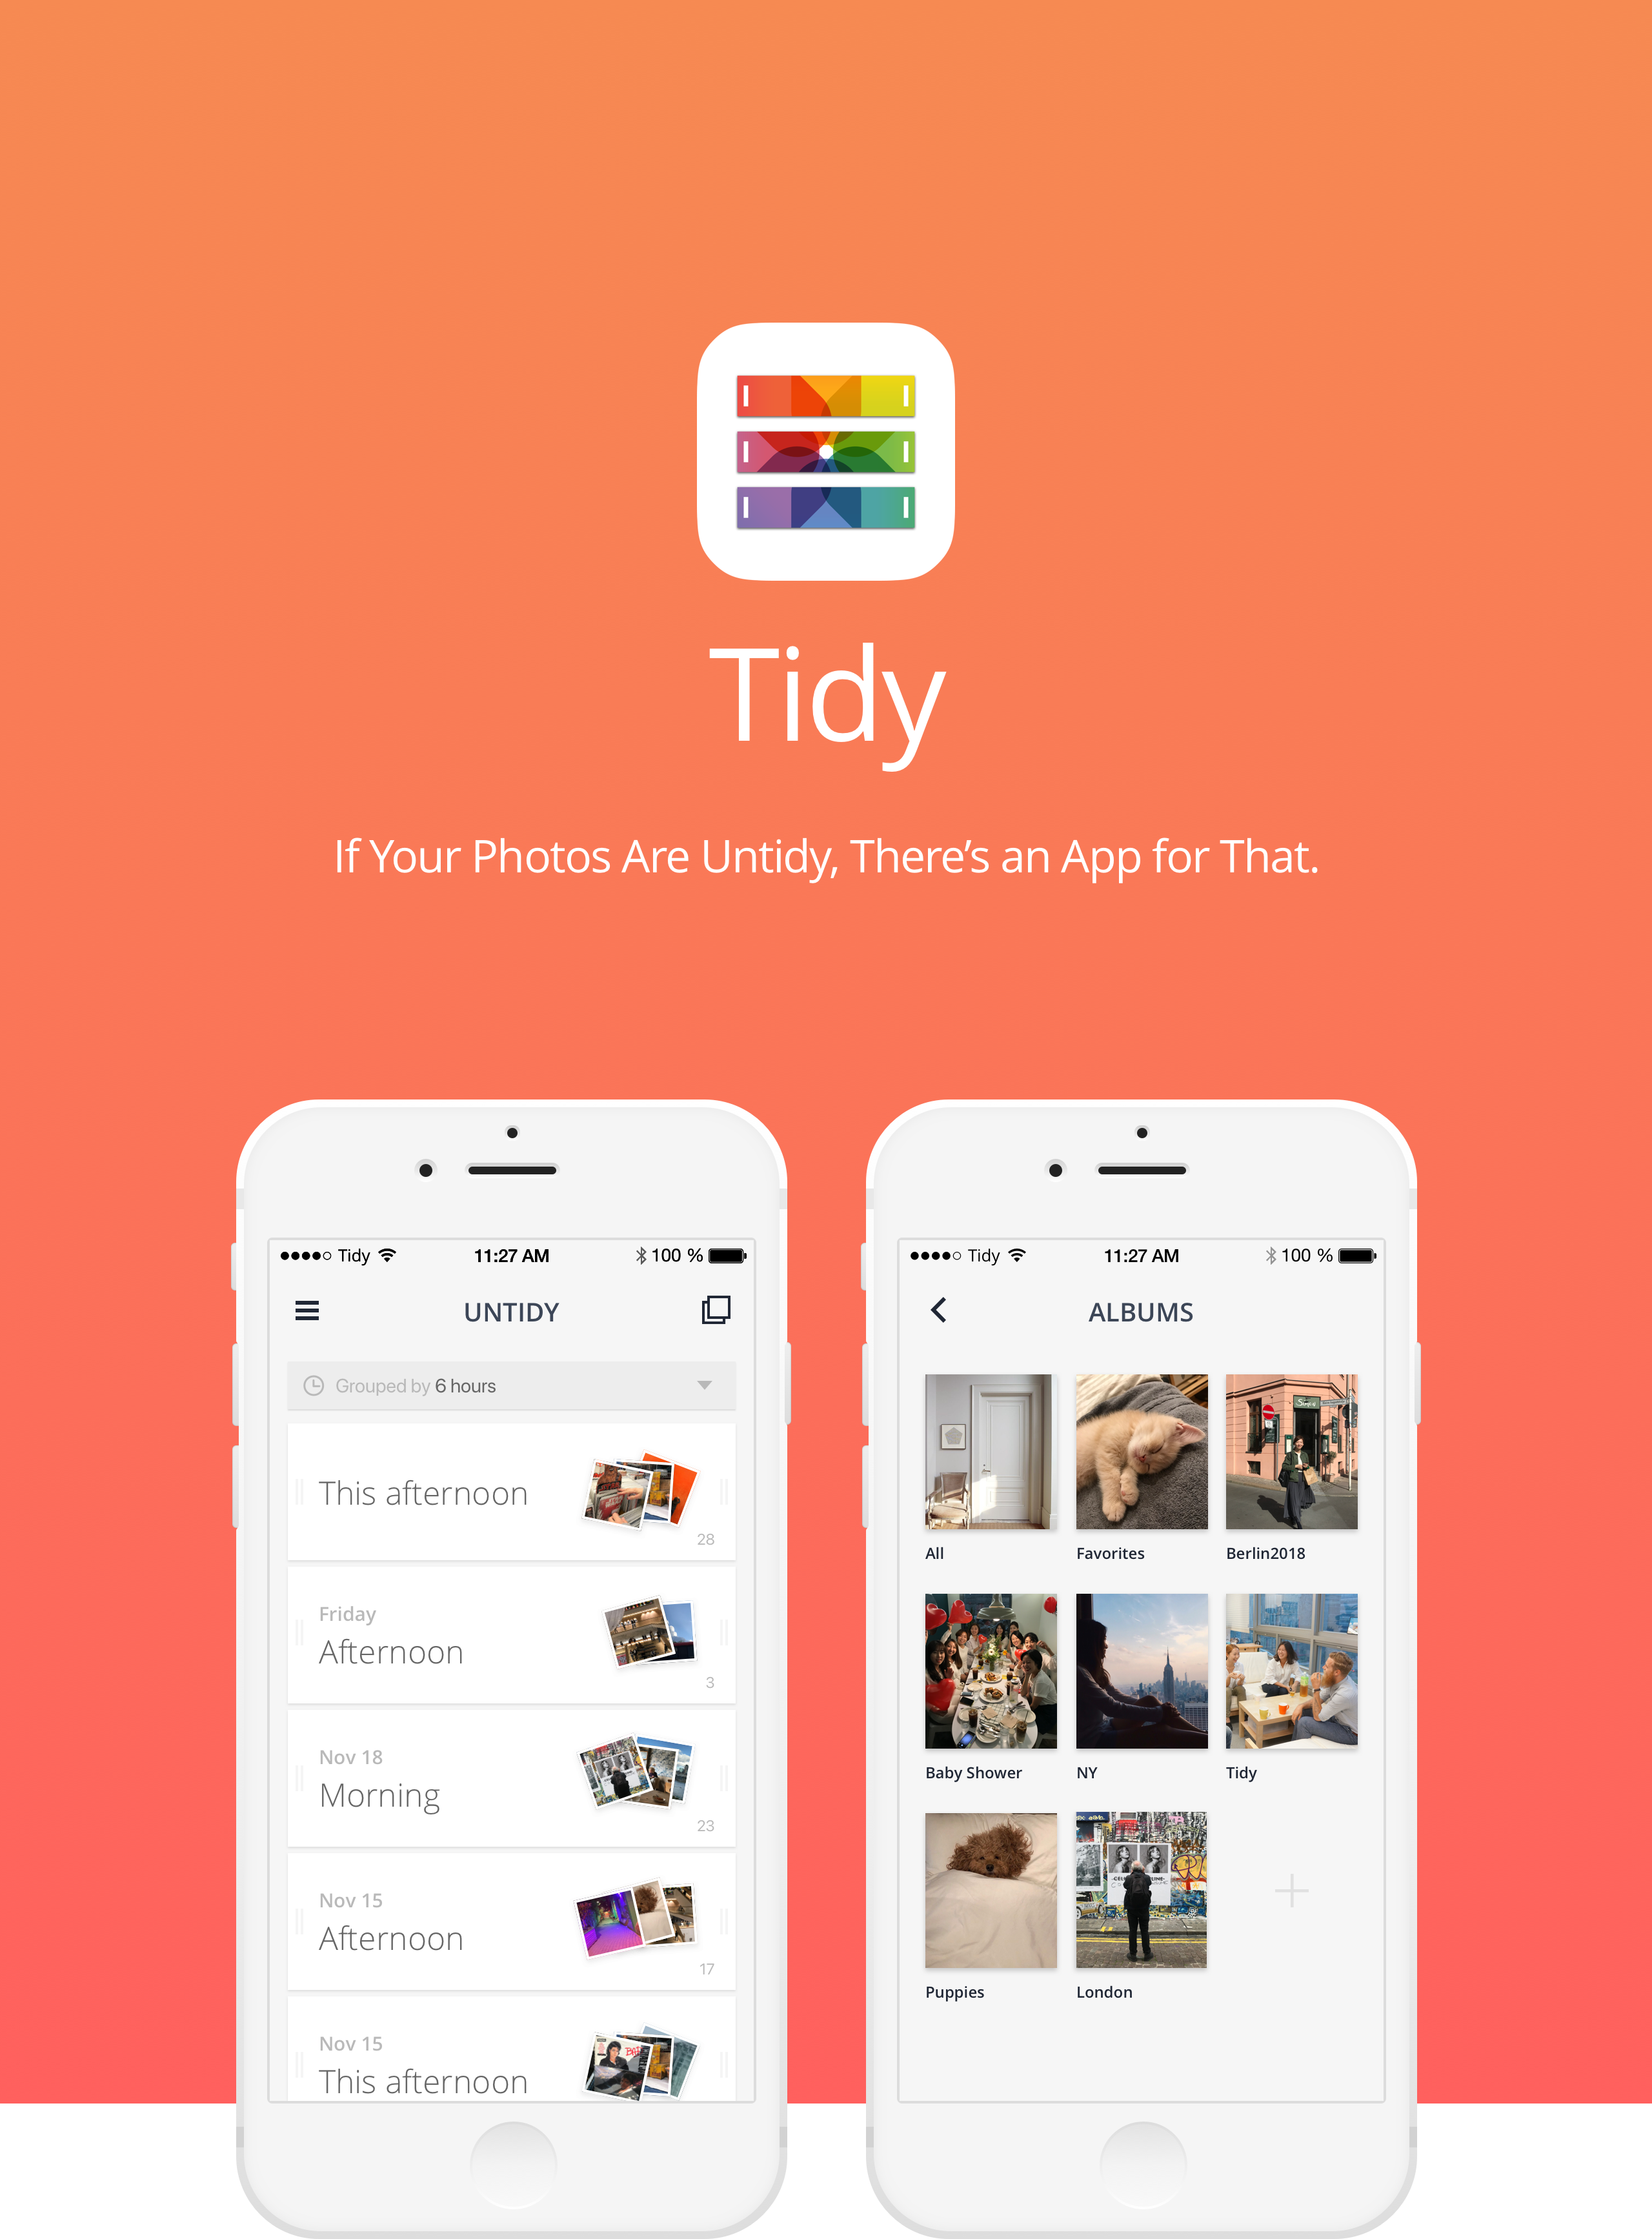 Tidy
If Your Photos Are Untidy, There’s an App for That.
Tidy
11:27 AM
100 %
UNTIDY
Grouped by 6 hours
This afternoon
28
Friday
Afternoon
3
Nov 18
Morning
23
Nov 15
Afternoon
17
Nov 15
This afternoon
Tidy
11:27 AM
100 %
ALBUMS
All
Favorites
Berlin2018
Baby Shower
NY
Tidy
Puppies
London